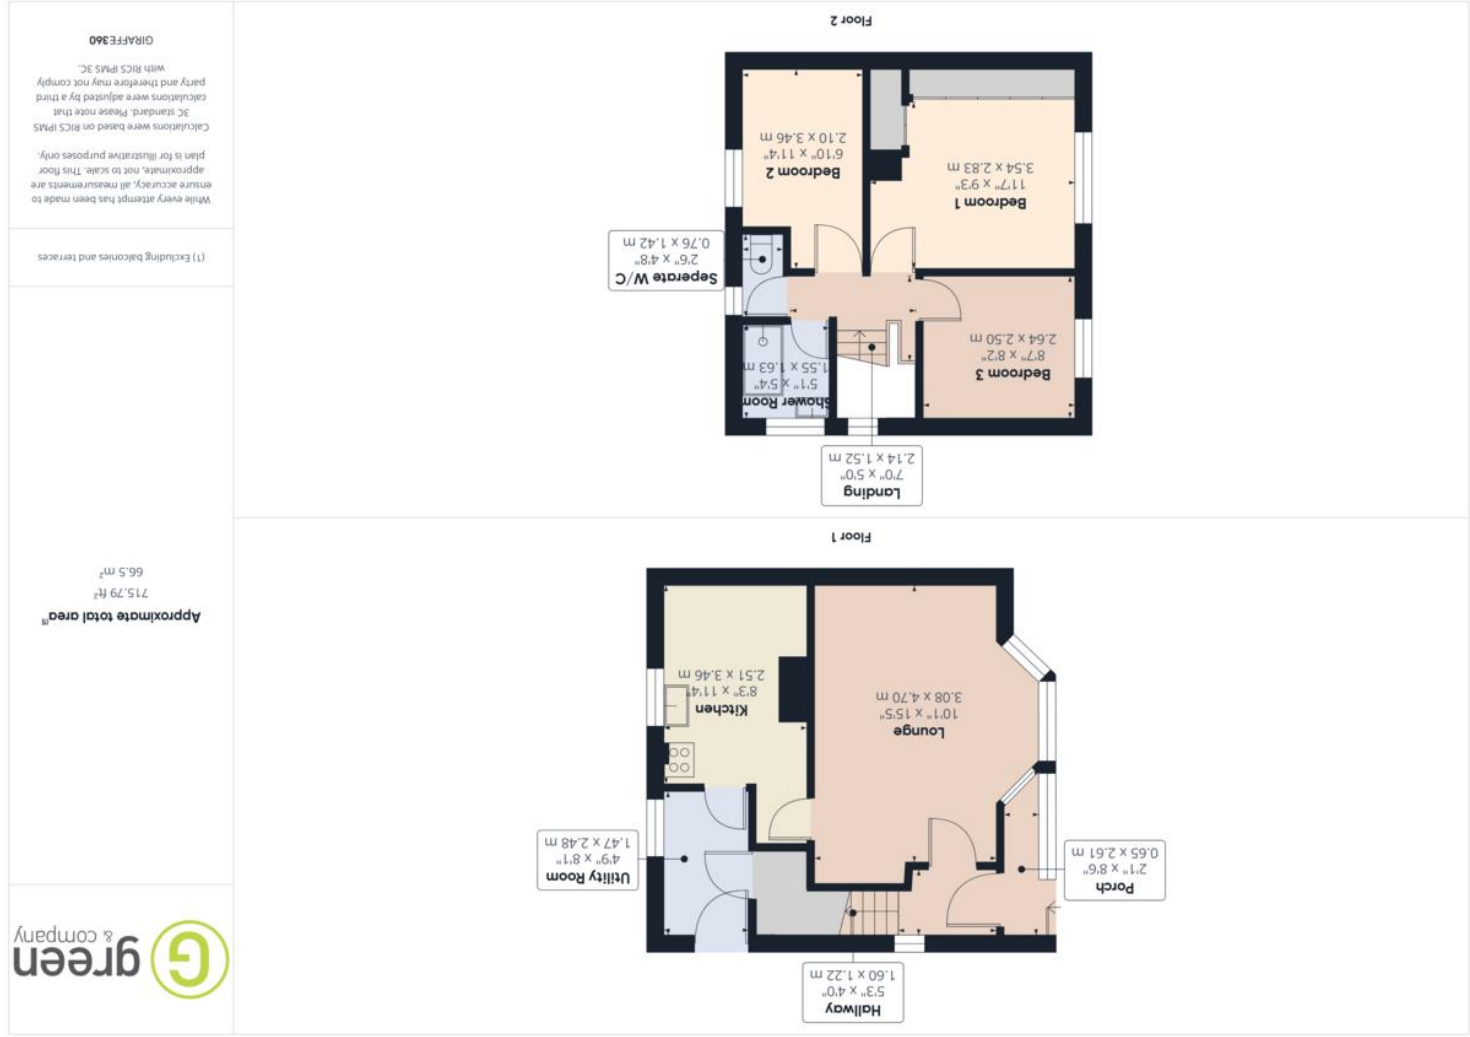 Hallway
5'3" x 4'0"
1.60 x 1.22 m
Porch
2'1" x 8'6"
0.65 x 2.61 m
Utility Room
4'9" x 8'1"
1.47 x 2.48 m
Lounge
10'1" x 15'5"
3.08 x 4.70 m
Kitchen
8'3" x 11'4"
2.51 x 3.46 m
Floor 1
Landing
7'0" x 5'0"
2.14 x 1.52 m
Bedroom 3
8'7" x 8'2"
2.64 x 2.50 m
Shower Room
5'1" x 5'4"
1.55 x 1.63 m
Seperate W/C
2'6" x 4'8"
0.76 x 1.42 m
Bedroom 1
11'7" x 9'3"
3.54 x 2.83 m
Bedroom 2
6'10" x 11'4"
2.10 x 3.46 m
Floor 2
G green
& company
Approximate total area(1)
715.79 ft²
66.5 m²
(1) Excluding balconies and terraces
While every attempt has been made to
ensure accuracy, all measurements are
approximate, not to scale. This floor
plan is for illustrative purposes only.
Calculations were based on RICS IPMS
3C standard. Please note that
calculations were adjusted by a third
party and therefore may not comply
with RICS IPMS 3C.
GIRAFFE360